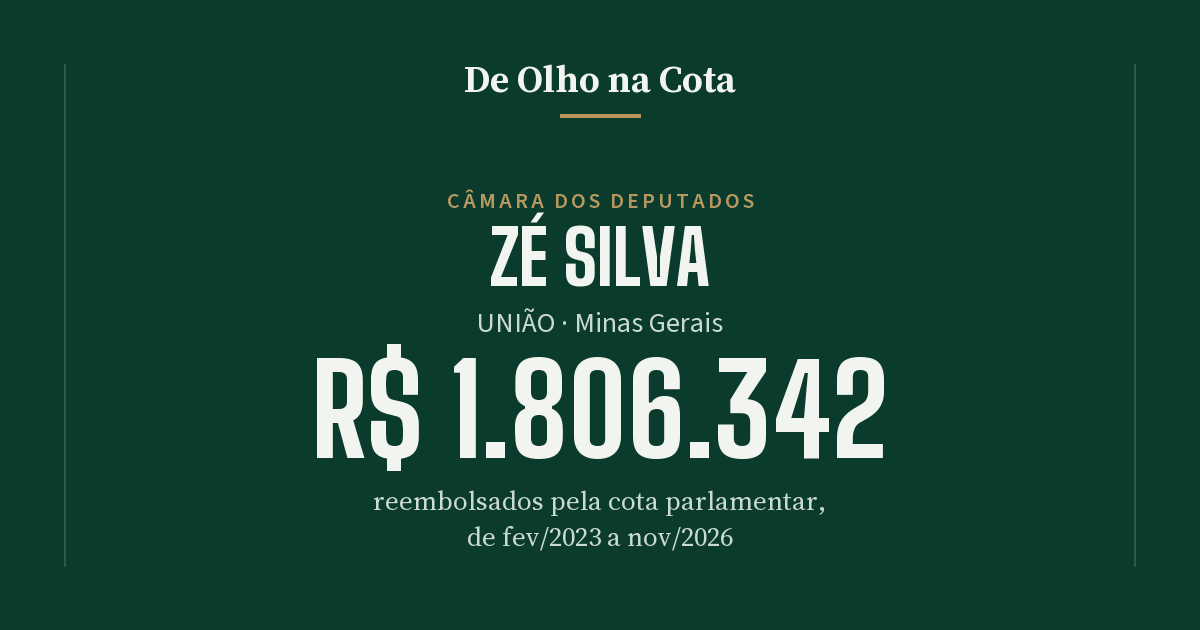 De Olho na Cota
CÂMARA DOS DEPUTADOS
ZÉ SILVA
UNIÃO · Minas Gerais
R$ 1.806.342
reembolsados pela cota parlamentar,
de fev/2023 a nov/2026